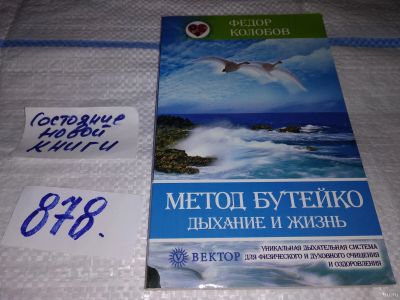 Состояние
новой
книги
878.
ФЕДОР
КОЛОБОВ
МЕТОД БУТЕЙКО
ДЫХАНИЕ И ЖИЗНЬ
V ВЕКТОР
УНИКАЛЬНАЯ ДЫХАТЕЛЬНАЯ СИСТЕМА
ДЛЯ ФИЗИЧЕСКОГО И ДУХОВНОГО ОЧИЩЕНИЯ
И ОЗДОРОВЛЕНИЯ